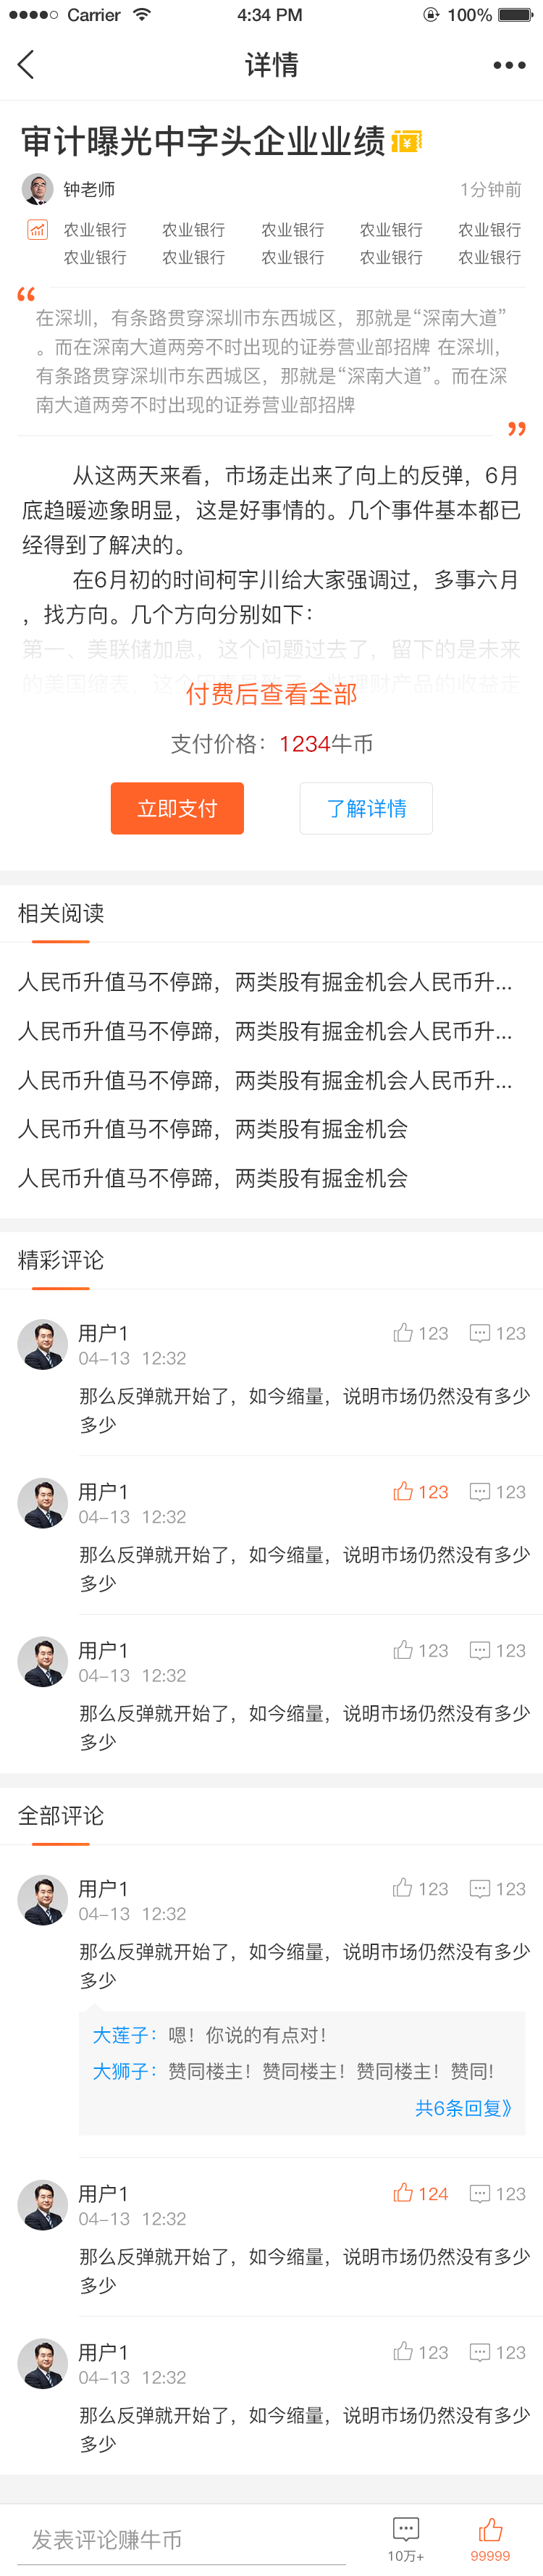 Carrier 4:34 PM 100%
详情
审计曝光中字头企业业绩
钟老师 1分钟前
农业银行 农业银行 农业银行 农业银行 农业银行
农业银行 农业银行 农业银行 农业银行 农业银行
在深圳，有条路贯穿深圳市东西城区，那就是“深南大道”
。而在深南大道两旁不时出现的证券营业部招牌 在深圳，
有条路贯穿深圳市东西城区，那就是“深南大道”。而在深
南大道两旁不时出现的证券营业部招牌
从这两天来看，市场走出来了向上的反弹，6月
底趋暖迹象明显，这是好事情的。几个事件基本都已
经得到了解决的。
在6月初的时间柯宇川给大家强调过，多事六月
，找方向。几个方向分别如下：
第一、美联储加息，这个问题过去了，留下的是未来
的美国缩表，这个
付费后查看全部
支付价格：1234牛币
立即支付 了解详情
相关阅读
人民币升值马不停蹄，两类股有掘金机会人民币升...
人民币升值马不停蹄，两类股有掘金机会人民币升...
人民币升值马不停蹄，两类股有掘金机会人民币升...
人民币升值马不停蹄，两类股有掘金机会
人民币升值马不停蹄，两类股有掘金机会
精彩评论
用户1 123 123
04-13 12:32
那么反弹就开始了，如今缩量，说明市场仍然没有多少
多少
用户1 123 123
04-13 12:32
那么反弹就开始了，如今缩量，说明市场仍然没有多少
多少
用户1 123 123
04-13 12:32
那么反弹就开始了，如今缩量，说明市场仍然没有多少
多少
全部评论
用户1 123 123
04-13 12:32
那么反弹就开始了，如今缩量，说明市场仍然没有多少
多少
大莲子：嗯！你说的有点对！
大狮子：赞同楼主！赞同楼主！赞同楼主！赞同！
共6条回复》
用户1 124 123
04-13 12:32
那么反弹就开始了，如今缩量，说明市场仍然没有多少
多少
用户1 123 123
04-13 12:32
那么反弹就开始了，如今缩量，说明市场仍然没有多少
多少
发表评论赚牛币 10万+ 99999